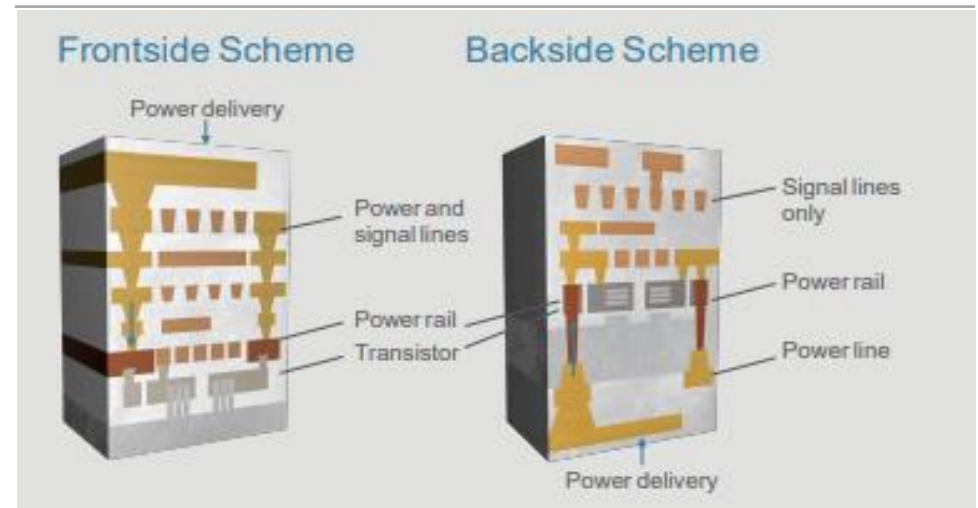 Frontside Scheme
Backside Scheme
Power delivery
Power and
signal lines
Signal lines
only
Power rail
Power rail
Transistor
Power line
Power delivery